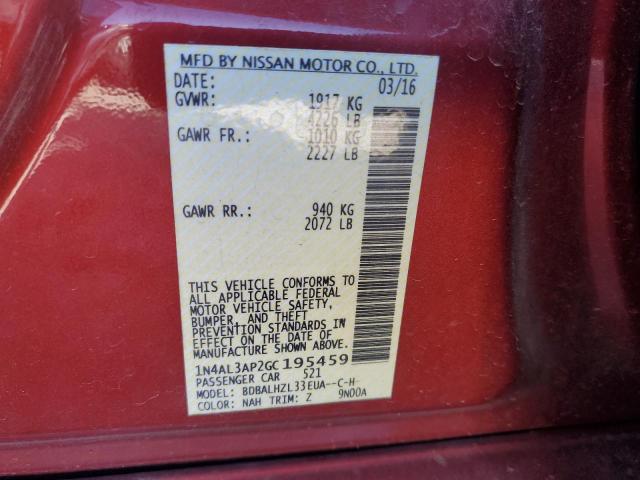 MFD BY NISSAN MOTOR CO., LTD.
DATE: 03/16
GVWR: 1917 KG
4226 LB
GAWR FR.: 1010 KG
2227 LB
GAWR RR.: 940 KG
2072 LB
THIS VEHICLE CONFORMS TO
ALL APPLICABLE FEDERAL
MOTOR VEHICLE SAFETY,
BUMPER, AND THEFT
PREVENTION STANDARDS IN
EFFECT ON THE DATE OF
MANUFACTURE SHOWN ABOVE.
1N4AL3AP2GC195459
PASSENGER CAR 521
MODEL: BDBALHZL33EUA--C-H-
COLOR: NAH TRIM: Z 9N00A